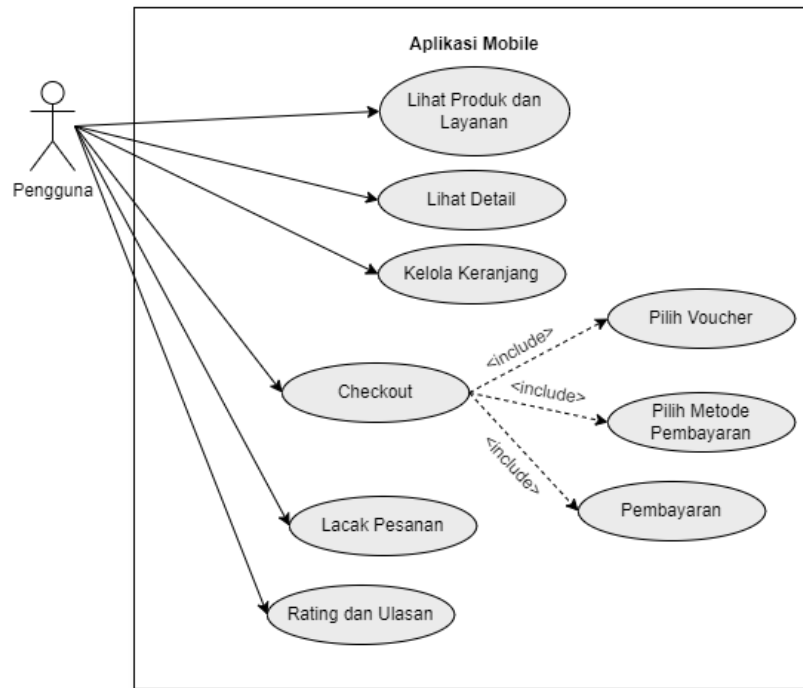 Aplikasi Mobile
Lihat Produk dan
Layanan
Pengguna
Lihat Detail
Kelola Keranjang
Pilih Voucher
<include>
Checkout
<include>
Pilih Metode
Pembayaran
<include>
Pembayaran
Lacak Pesanan
Rating dan Ulasan